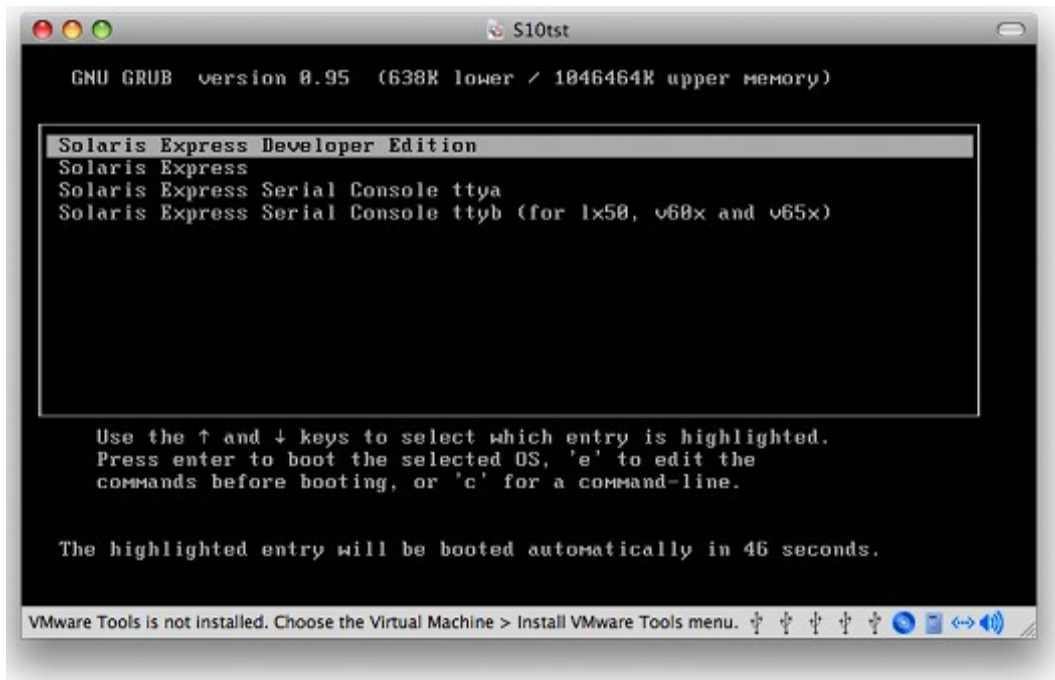 S10tst
GNU GRUB version 0.95 (638K lower / 1046464K upper memory)
Solaris Express Developer Edition
Solaris Express
Solaris Express Serial Console ttya
Solaris Express Serial Console ttyb (for lx50, v60x and v65x)
Use the ↑ and ↓ keys to select which entry is highlighted.
Press enter to boot the selected OS, 'e' to edit the
commands before booting, or 'c' for a command-line.
The highlighted entry will be booted automatically in 46 seconds.
VMware Tools is not installed. Choose the Virtual Machine > Install VMware Tools menu.